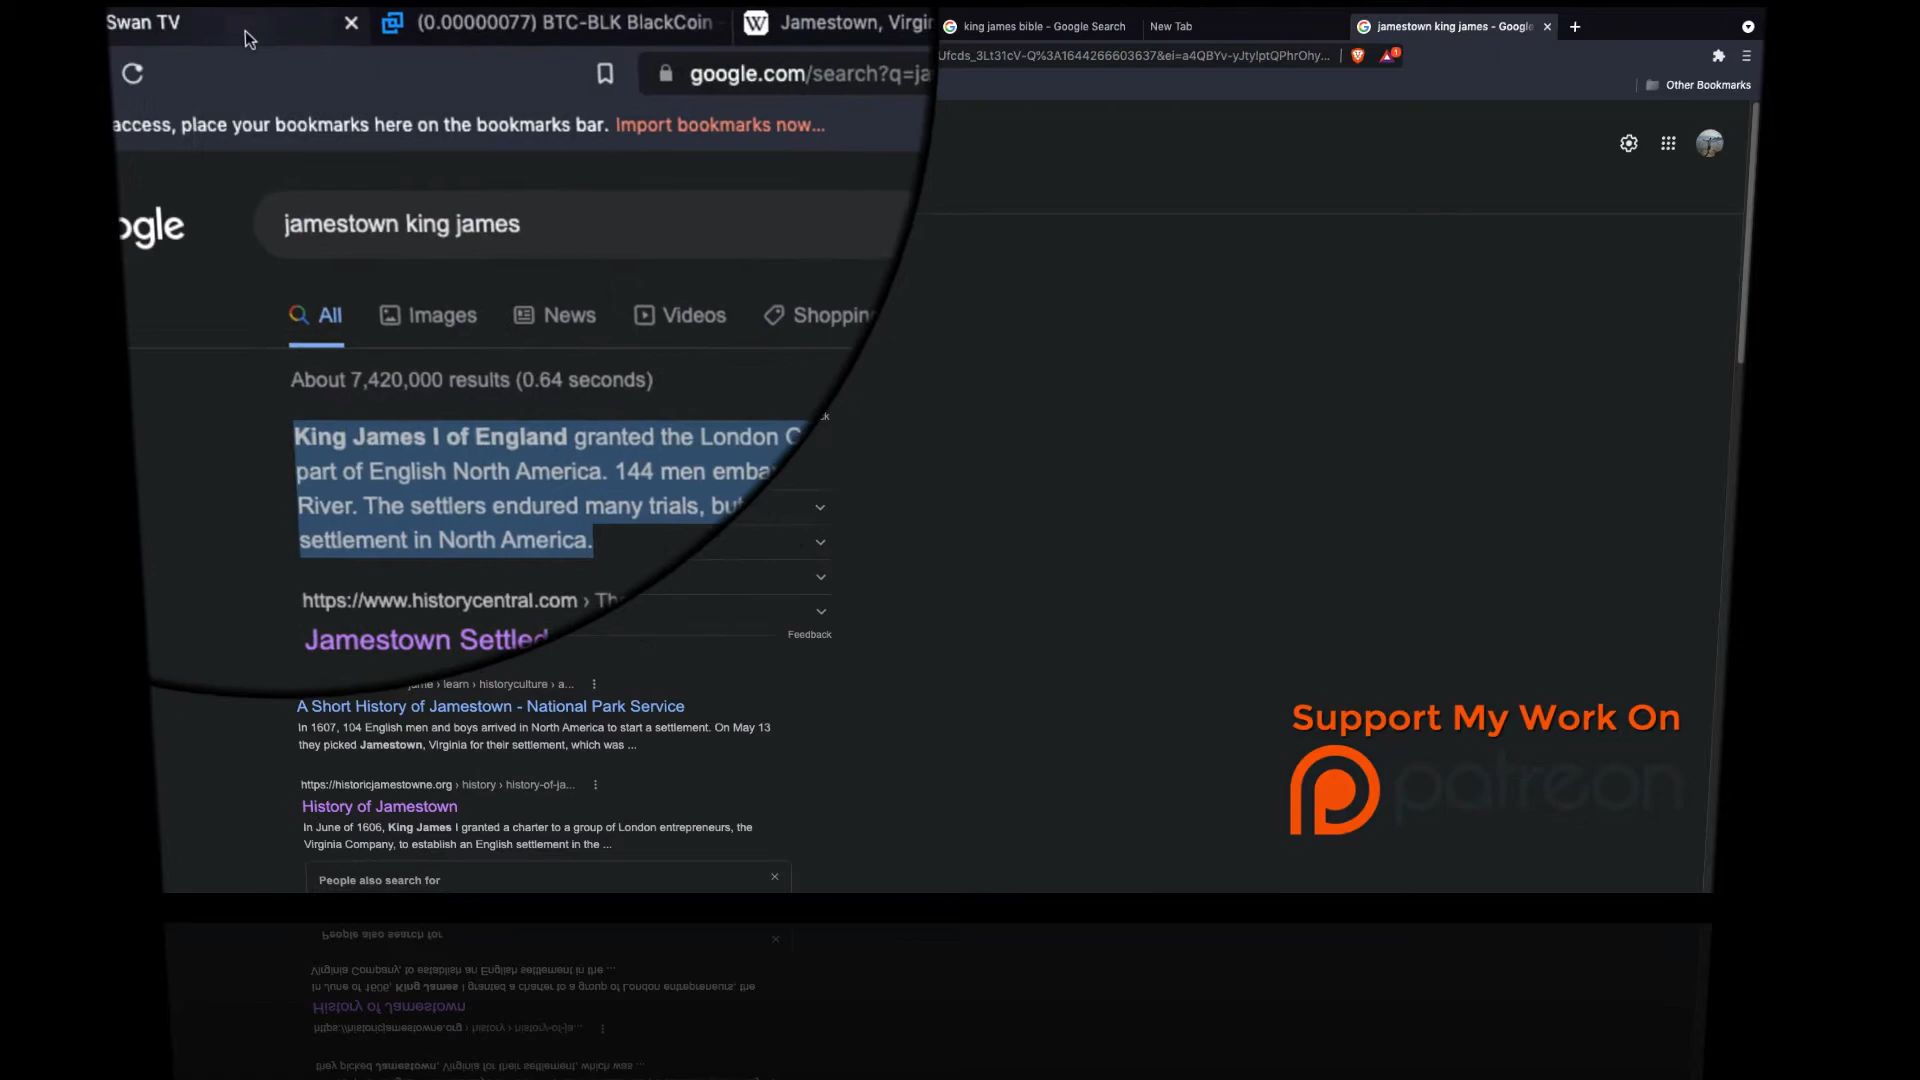 Swan TV
(0.00000077) BTC-BLK BlackCoin
Jamestown, Virgin
king james bible - Google Search
New Tab
jamestown king james - Google
google.com/search?q=ja
Ufcds_3Lt31cV-Q%3A1644266603637&ei=a4QBYv-yJtylptQPhrOhy...
1
access, place your bookmarks here on the bookmarks bar. Import bookmarks now...
Other Bookmarks
ogle
jamestown king james
All
Images
News
Videos
Shopping
About 7,420,000 results (0.64 seconds)
King James I of England granted the London C
part of English North America. 144 men emba
River. The settlers endured many trials, but
settlement in North America.
https://www.historycentral.com › Th
Jamestown Settled
Feedback
jame › learn › historyculture › a...
A Short History of Jamestown - National Park Service
In 1607, 104 English men and boys arrived in North America to start a settlement. On May 13
they picked Jamestown, Virginia for their settlement, which was ...
https://historicjamestowne.org › history › history-of-ja...
History of Jamestown
In June of 1606, King James I granted a charter to a group of London entrepreneurs, the
Virginia Company, to establish an English settlement in the ...
People also search for
Support My Work On
patreon